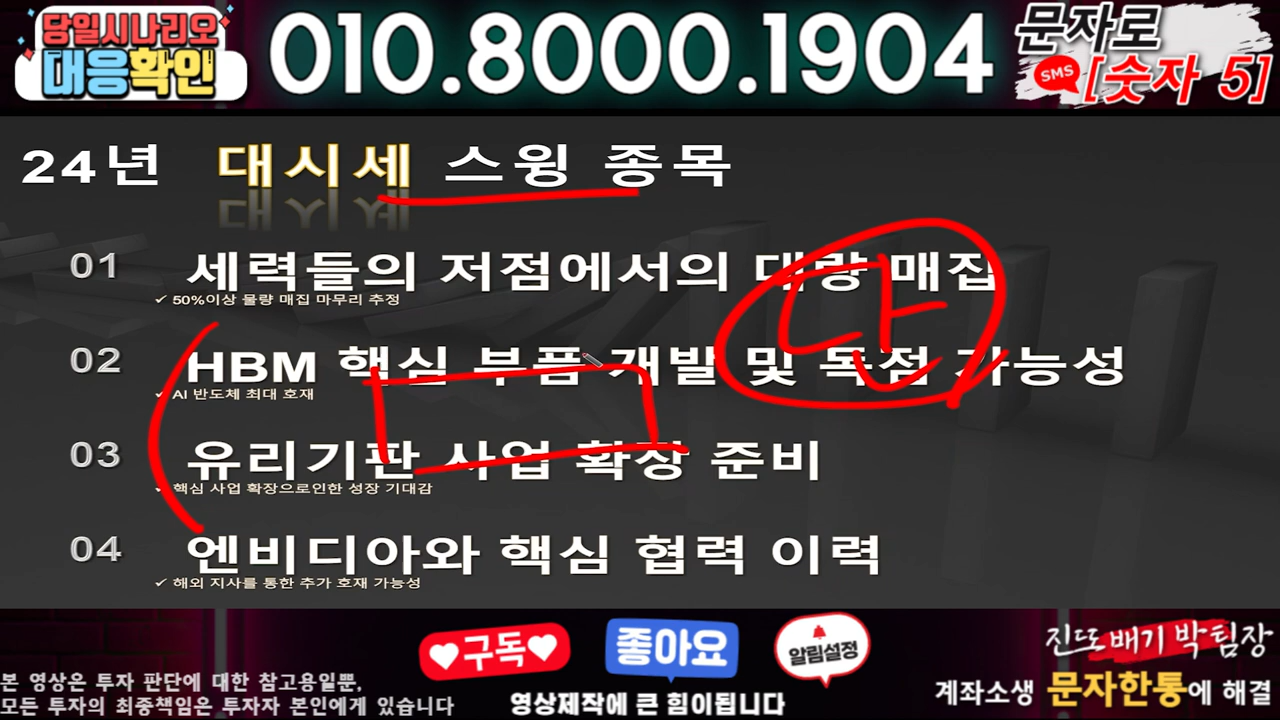 당일시나리오
대응확인
010.8000.1904
문자로
SMS
[숫자 5]
24년 대시세 스윙 종목
01 세력들의 저점에서의 대량 매집
✓ 50%이상 물량 매집 마무리 추정
02 HBM 핵심 부품 개발 및 독점 가능성
✓ AI 반도체 최대 호재
03 유리기판 사업 확장 준비
✓ 핵심 사업 확장으로인한 성장 기대감
04 엔비디아와 핵심 협력 이력
✓ 해외 지사를 통한 추가 호재 가능성
구독
좋아요
알림설정
영상제작에 큰 힘이됩니다
본 영상은 투자 판단에 대한 참고용일뿐,
모든 투자의 최종책임은 투자자 본인에게 있습니다
진또배기 박팀장
계좌소생 문자한통에 해결